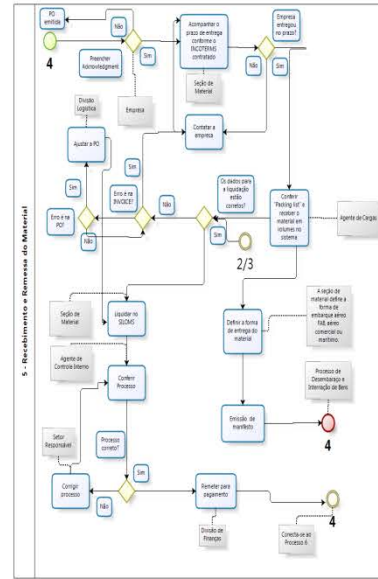 PO
emitida
Não
Sim
4
Preencher
Acknowledgment
Empresa
Acompanhar o
prazo de entrega
conforme o
INCOTERMS
contratado
Seção de
Material
Contatar a
empresa
Empresa
entregou
no prazo?
Não
Sim
Divisão
Logística
Ajustar a PO
Sim
Erro é na
PO?
Não
Sim
Erro é na
INVOICE?
Não
Os dados para
a liquidação
estão
corretos?
Sim
2/3
Conferir
"Packing list" e
receber o
material em
volumes no
sistema
Agente de Cargas
5 - Recebimento e Remessa do Material
Seção de
Material
Liquidar no
SILOMS
Agente de
Controle Interno
Conferir
Processo
Definir a forma
de entrega do
material
A seção de
material define a
forma de
embarque aéreo
FAB, aéreo
comercial ou
marítimo.
Emissão de
manifesto
Processo de
Desembaraço e
Internação de Bens
4
Setor
Responsável
Processo
correto?
Sim
Corrigir
processo
Não
Remeter para
pagamento
Divisão de
Finanças
4
Conecta-se ao
Processo 6